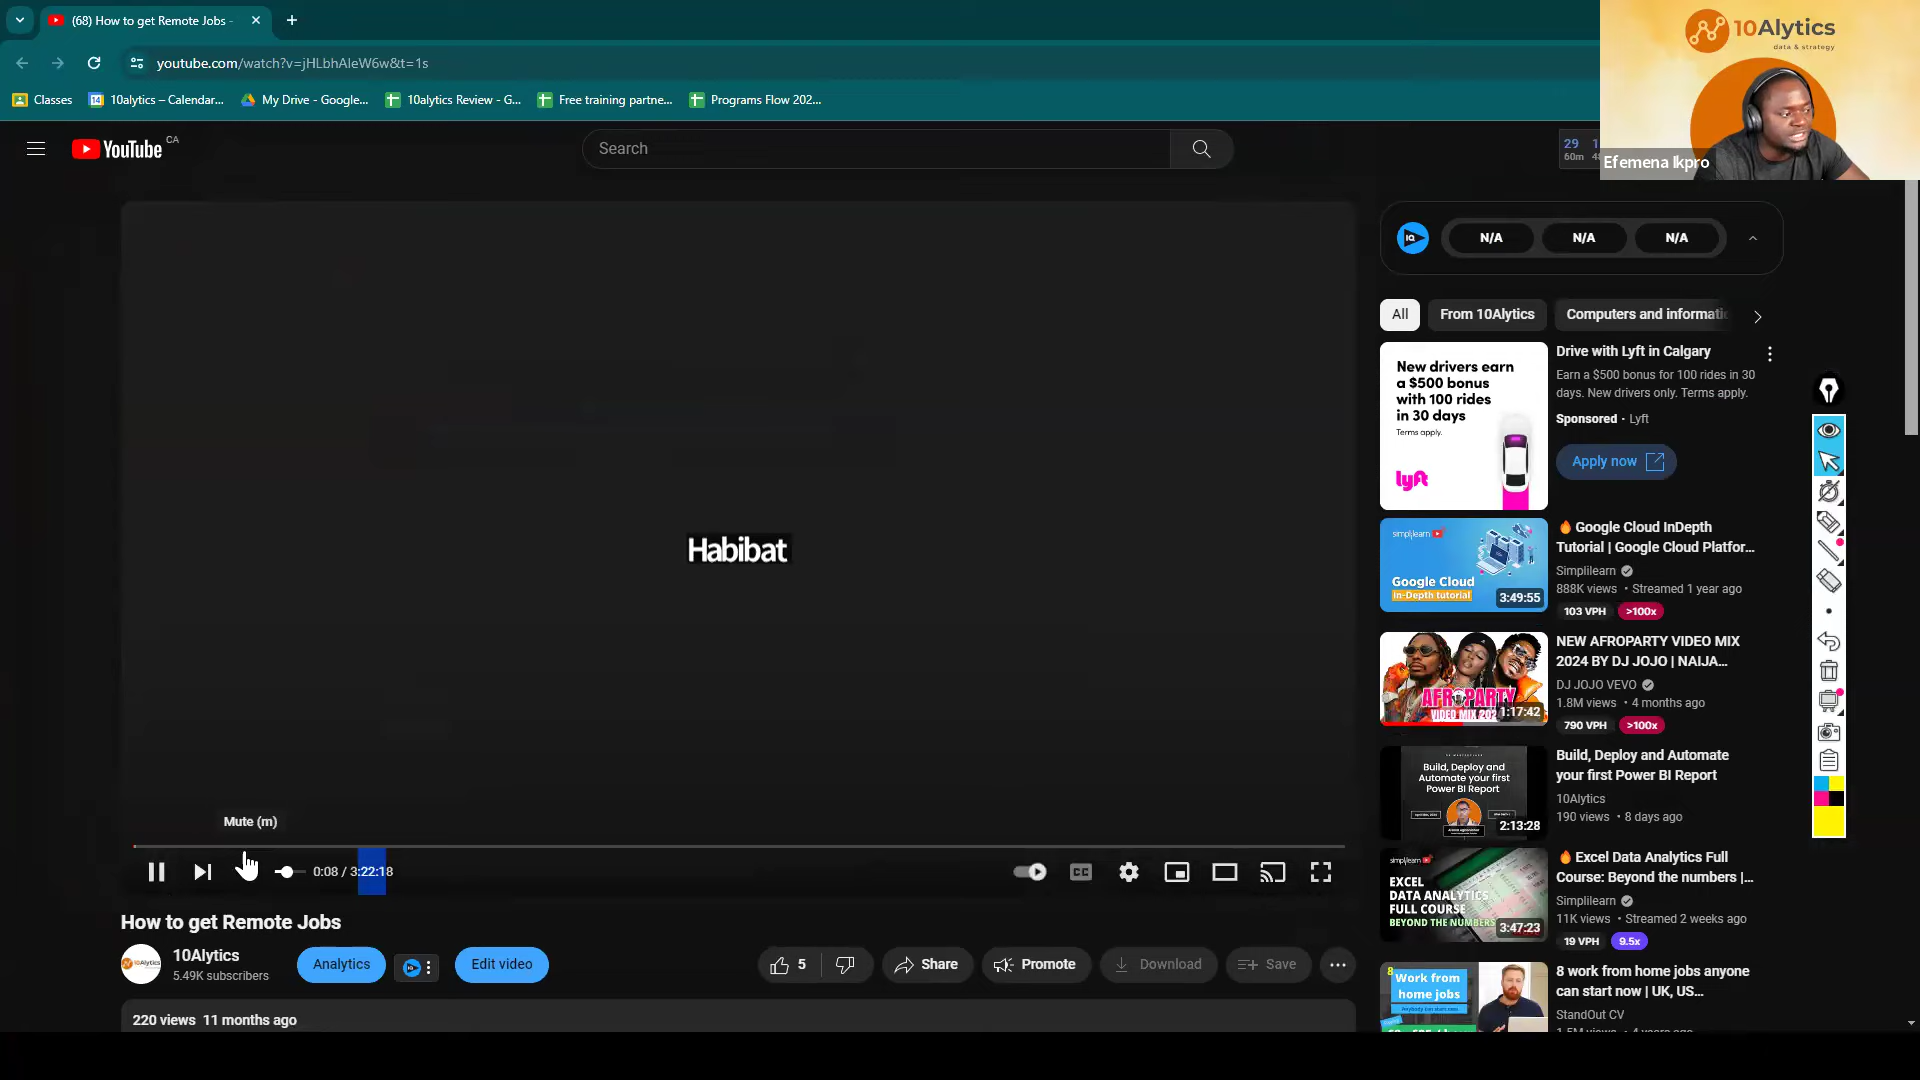 (68) How to get Remote Jobs -
youtube.com/watch?v=jHLbhAleW6w&t=1s
Classes
10alytics – Calendar...
My Drive - Google...
10alytics Review - G...
Free training partne...
Programs Flow 202...
10Alytics
data & strategy
Efemena Ikpro
YouTube CA
Search
29
60m
N/A N/A N/A
All From 10Alytics Computers and informatic
New drivers earn
a $500 bonus
with 100 rides
in 30 days
Terms apply.
lyft
Drive with Lyft in Calgary
Earn a $500 bonus for 100 rides in 30
days. New drivers only. Terms apply.
Sponsored · Lyft
Apply now
Habibat
simplilearn
Google Cloud
In-Depth tutorial
3:49:55
🔥 Google Cloud InDepth
Tutorial | Google Cloud Platfor...
Simplilearn
888K views • Streamed 1 year ago
103 VPH >100x
AFROPARTY
VIDEO MIX 202
1:17:42
NEW AFROPARTY VIDEO MIX
2024 BY DJ JOJO | NAIJA...
DJ JOJO VEVO
1.8M views • 4 months ago
790 VPH >100x
Build, Deploy and
Automate your first
Power BI Report
2:13:28
Build, Deploy and Automate
your first Power BI Report
10Alytics
190 views • 8 days ago
simplilearn
EXCEL
DATA ANALYTICS
FULL COURSE
BEYOND THE NUMBERS
3:47:23
🔥 Excel Data Analytics Full
Course: Beyond the numbers |...
Simplilearn
11K views • Streamed 2 weeks ago
19 VPH 9.5x
8
Work from
home jobs
8 work from home jobs anyone
can start now | UK, US...
StandOut CV
Mute (m)
0:08 / 3:22:18
CC
How to get Remote Jobs
10Alytics
5.49K subscribers
Analytics
Edit video
5
Share
Promote
Download
Save
220 views 11 months ago